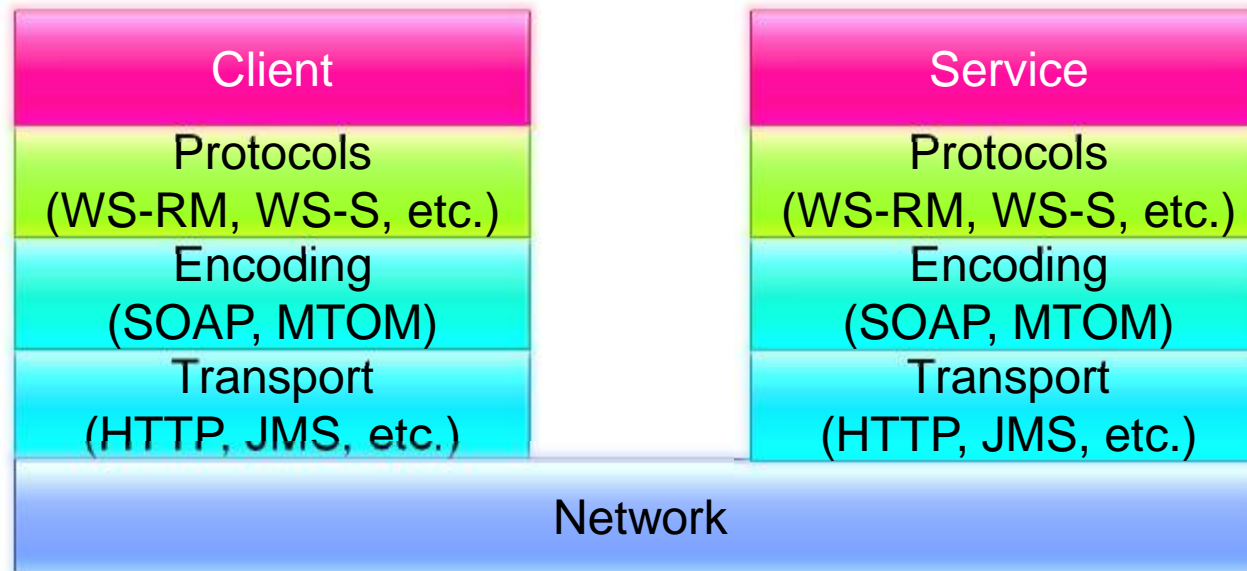 Client
Protocols
(WS-RM, WS-S, etc.)
Encoding
(SOAP, MTOM)
Transport
(HTTP, JMS, etc.)
Service
Protocols
(WS-RM, WS-S, etc.)
Encoding
(SOAP, MTOM)
Transport
(HTTP, JMS, etc.)
Network